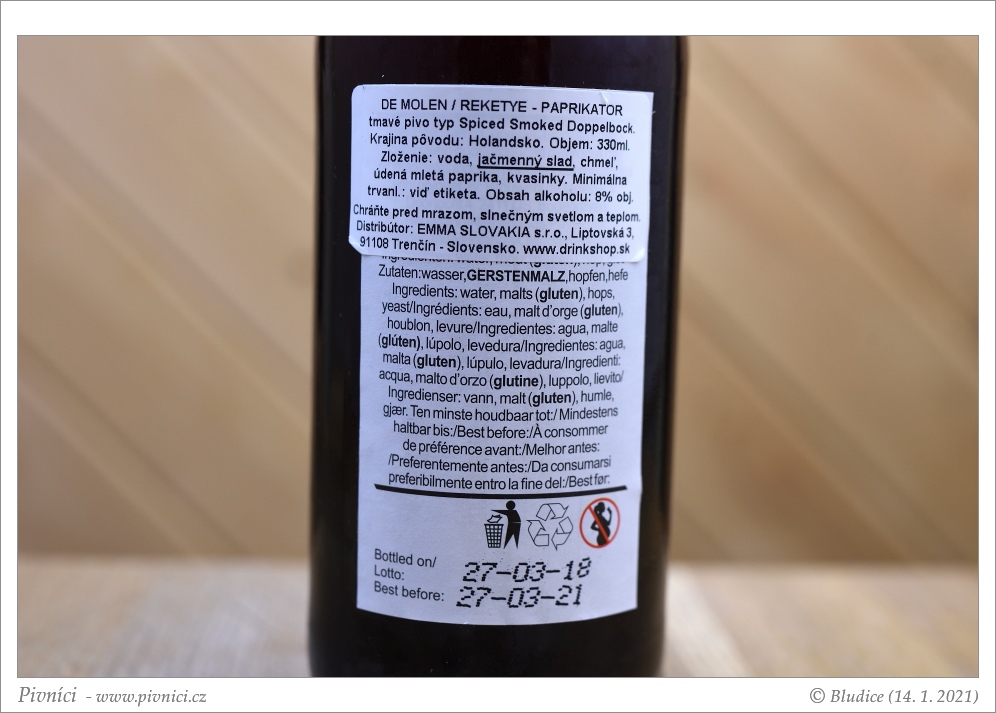 DE MOLEN / REKETYE - PAPRIKATOR
tmavé pivo typ Spiced Smoked Doppelbock.
Krajina pôvodu: Holandsko. Objem: 330ml.
Zloženie: voda, jačmenný slad, chmeľ,
údená mletá paprika, kvasinky. Minimálna
trvanl.: viď etiketa. Obsah alkoholu: 8% obj.
Chráňte pred mrazom, slnečným svetlom a teplom.
Distribútor: EMMA SLOVAKIA s.r.o., Liptovská 3,
91108 Trenčín - Slovensko. www.drinkshop.sk
Zutaten:wasser,GERSTENMALZ,hopfen,hefe
Ingredients: water, malts (gluten), hops,
yeast/Ingrédients: eau, malt d'orge (gluten),
houblon, levure/Ingredientes: agua, malte
(glúten), lúpolo, levedura/Ingredientes: agua,
malta (gluten), lúpulo, levadura/Ingredienti:
acqua, malto d'orzo (glutine), luppolo, lievito/
Ingredienser: vann, malt (gluten), humle,
gjær. Ten minste houdbaar tot:/ Mindestens
haltbar bis:/Best before:/À consommer
de préférence avant:/Melhor antes:
/Preferentemente antes:/Da consumarsi
preferibilmente entro la fine del:/Best før:
Bottled on/
Lotto: 27-03-18
Best before: 27-03-21
Pivníci - www.pivnici.cz
© Bludice (14. 1. 2021)